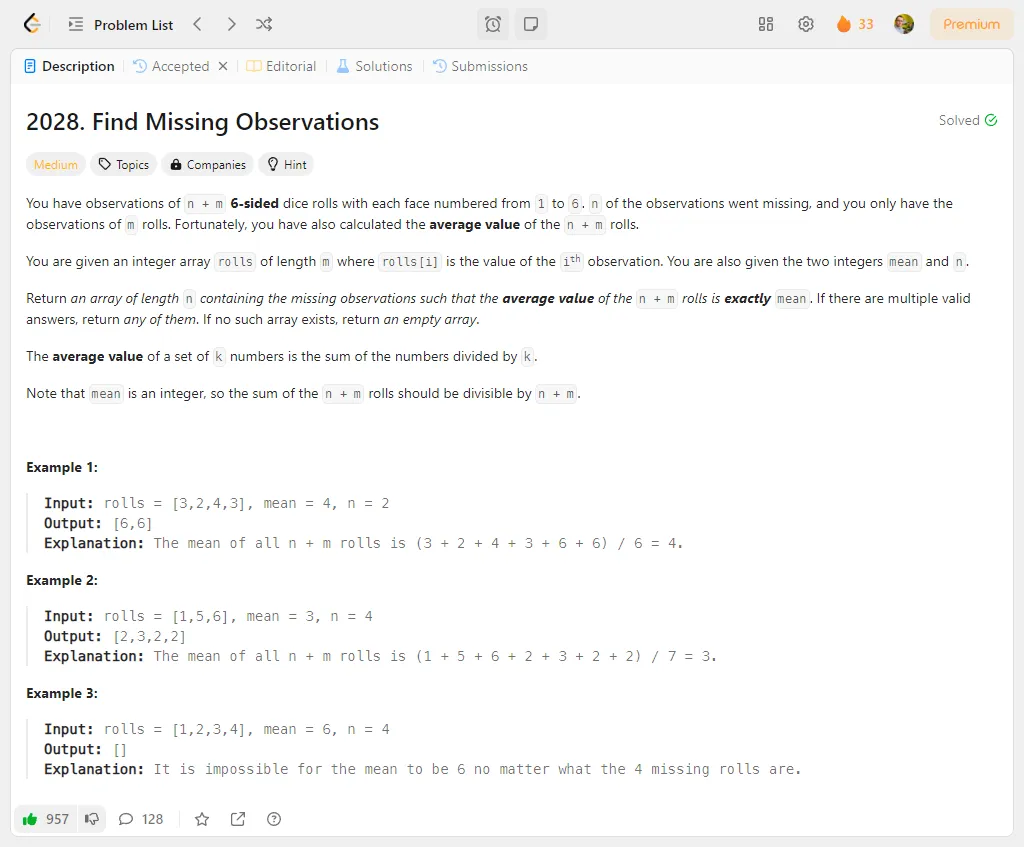 Problem List
33
Premium
Description
Accepted
Editorial
Solutions
Submissions
2028. Find Missing Observations
Solved
Medium
Topics
Companies
Hint
You have observations of n + m 6-sided dice rolls with each face numbered from 1 to 6. n of the observations went missing, and you only have the
observations of m rolls. Fortunately, you have also calculated the average value of the n + m rolls.
You are given an integer array rolls of length m where rolls[i] is the value of the ith observation. You are also given the two integers mean and n.
Return an array of length n containing the missing observations such that the average value of the n + m rolls is exactly mean. If there are multiple valid
answers, return any of them. If no such array exists, return an empty array.
The average value of a set of k numbers is the sum of the numbers divided by k.
Note that mean is an integer, so the sum of the n + m rolls should be divisible by n + m.
Example 1:
Input: rolls = [3,2,4,3], mean = 4, n = 2
Output: [6,6]
Explanation: The mean of all n + m rolls is (3 + 2 + 4 + 3 + 6 + 6) / 6 = 4.
Example 2:
Input: rolls = [1,5,6], mean = 3, n = 4
Output: [2,3,2,2]
Explanation: The mean of all n + m rolls is (1 + 5 + 6 + 2 + 3 + 2 + 2) / 7 = 3.
Example 3:
Input: rolls = [1,2,3,4], mean = 6, n = 4
Output: []
Explanation: It is impossible for the mean to be 6 no matter what the 4 missing rolls are.
957
128